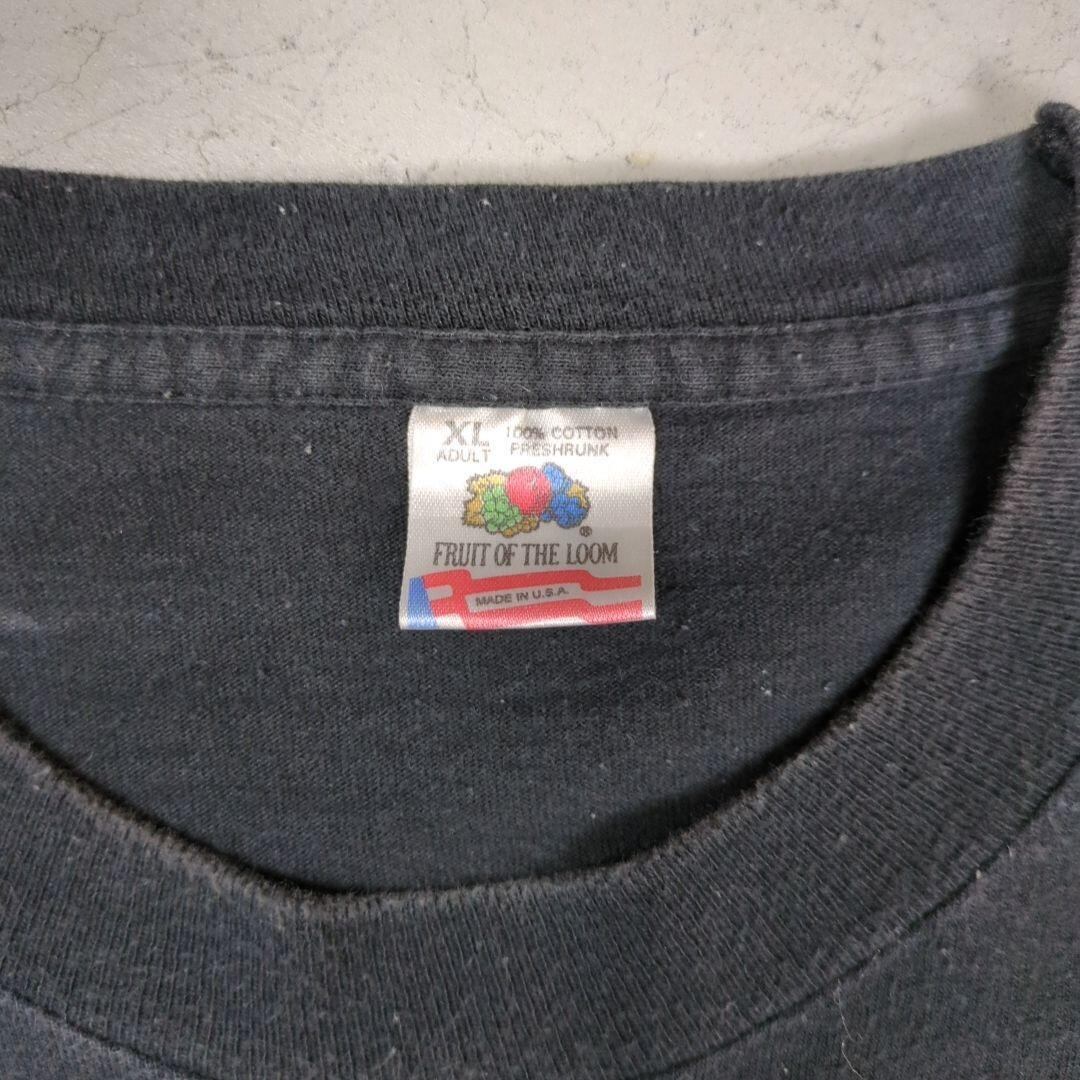 XL 100% COTTON
ADULT PRESHRUNK
®
FRUIT OF THE LOOM
MADE IN U.S.A.